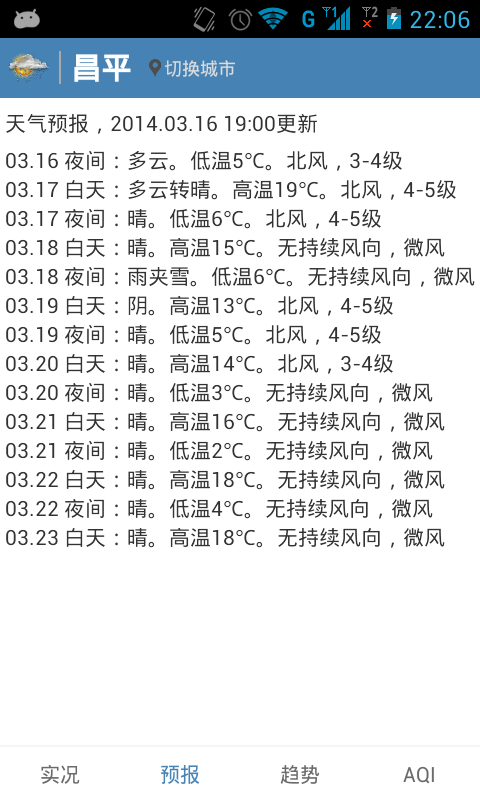 G 1 2 22:06
昌平 切换城市
天气预报，2014.03.16 19:00更新
03.16 夜间：多云。低温5℃。北风，3-4级
03.17 白天：多云转晴。高温19℃。北风，4-5级
03.17 夜间：晴。低温6℃。北风，4-5级
03.18 白天：晴。高温15℃。无持续风向，微风
03.18 夜间：雨夹雪。低温6℃。无持续风向，微风
03.19 白天：阴。高温13℃。北风，4-5级
03.19 夜间：晴。低温5℃。北风，4-5级
03.20 白天：晴。高温14℃。北风，3-4级
03.20 夜间：晴。低温3℃。无持续风向，微风
03.21 白天：晴。高温16℃。无持续风向，微风
03.21 夜间：晴。低温2℃。无持续风向，微风
03.22 白天：晴。高温18℃。无持续风向，微风
03.22 夜间：晴。低温4℃。无持续风向，微风
03.23 白天：晴。高温18℃。无持续风向，微风
实况 预报 趋势 AQI